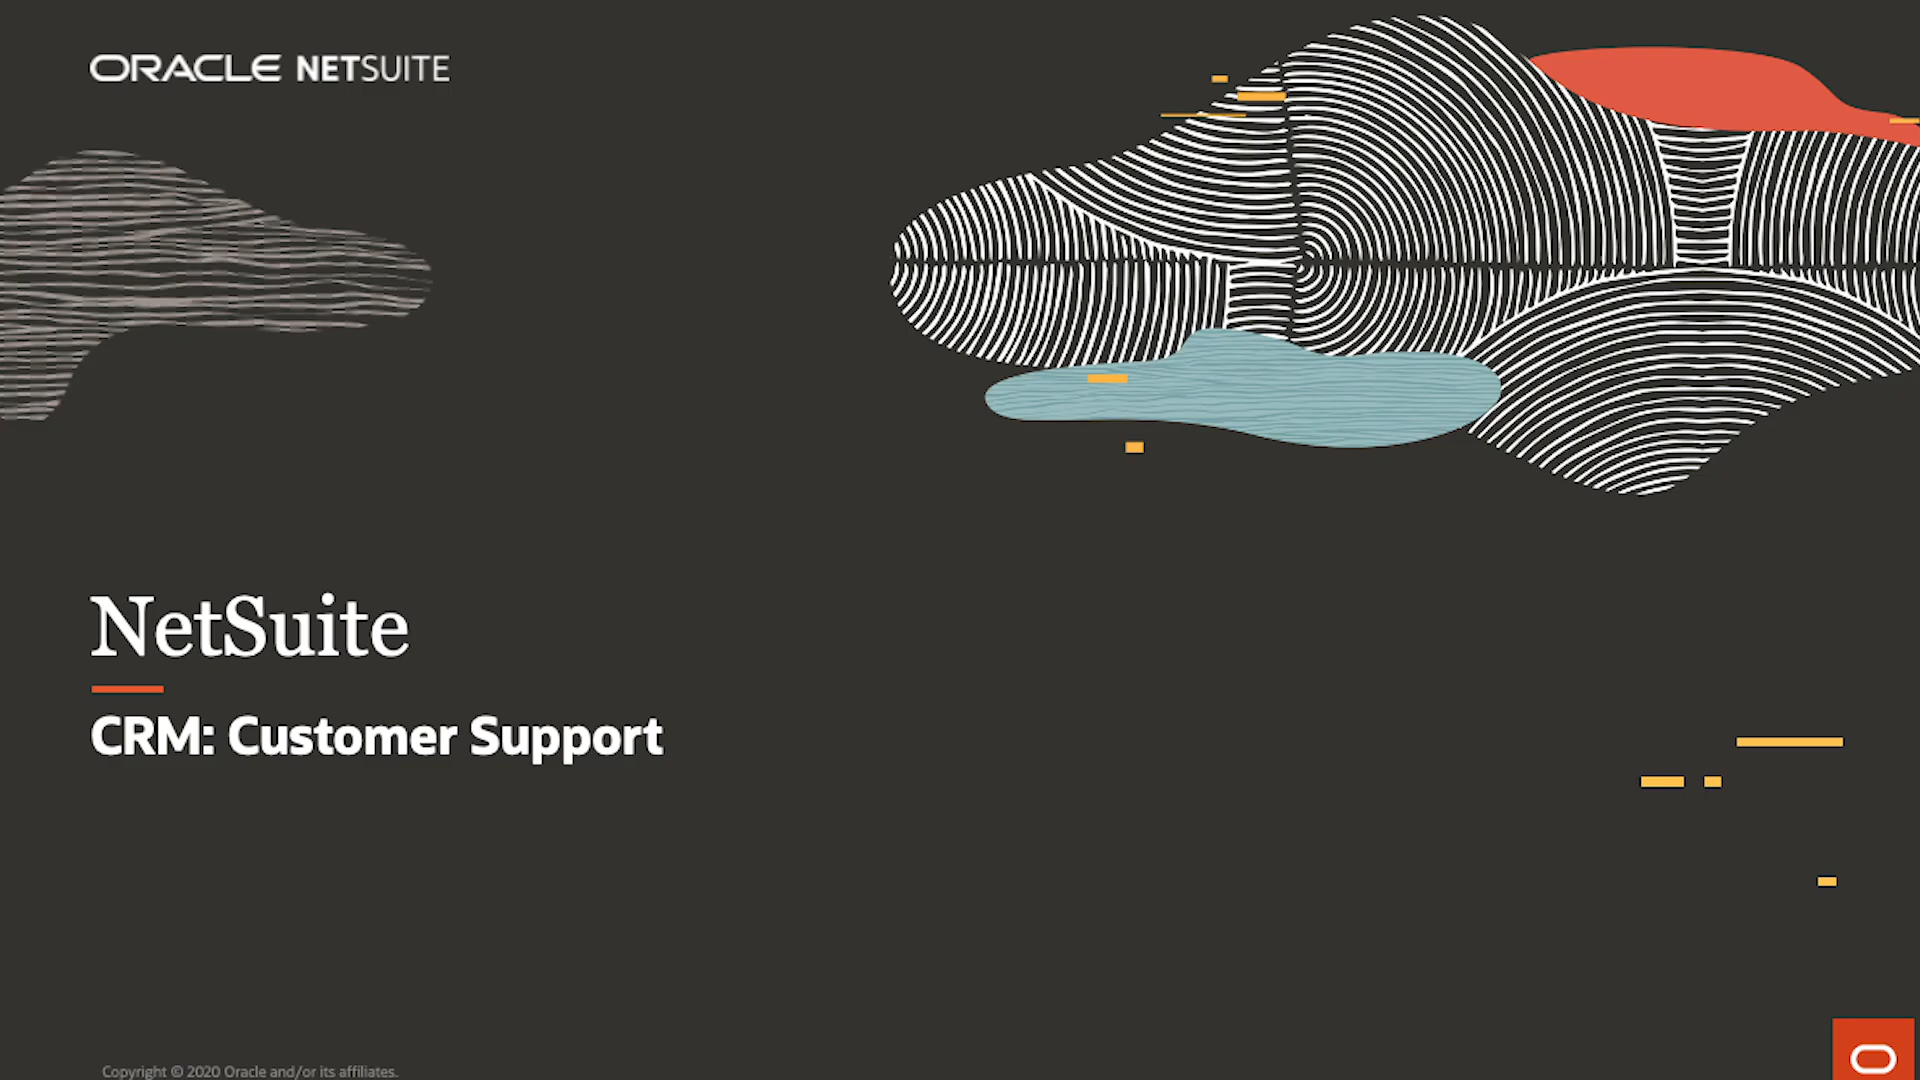 ORACLE NETSUITE
NetSuite
CRM: Customer Support
Copyright © 2020 Oracle and/or its affiliates.